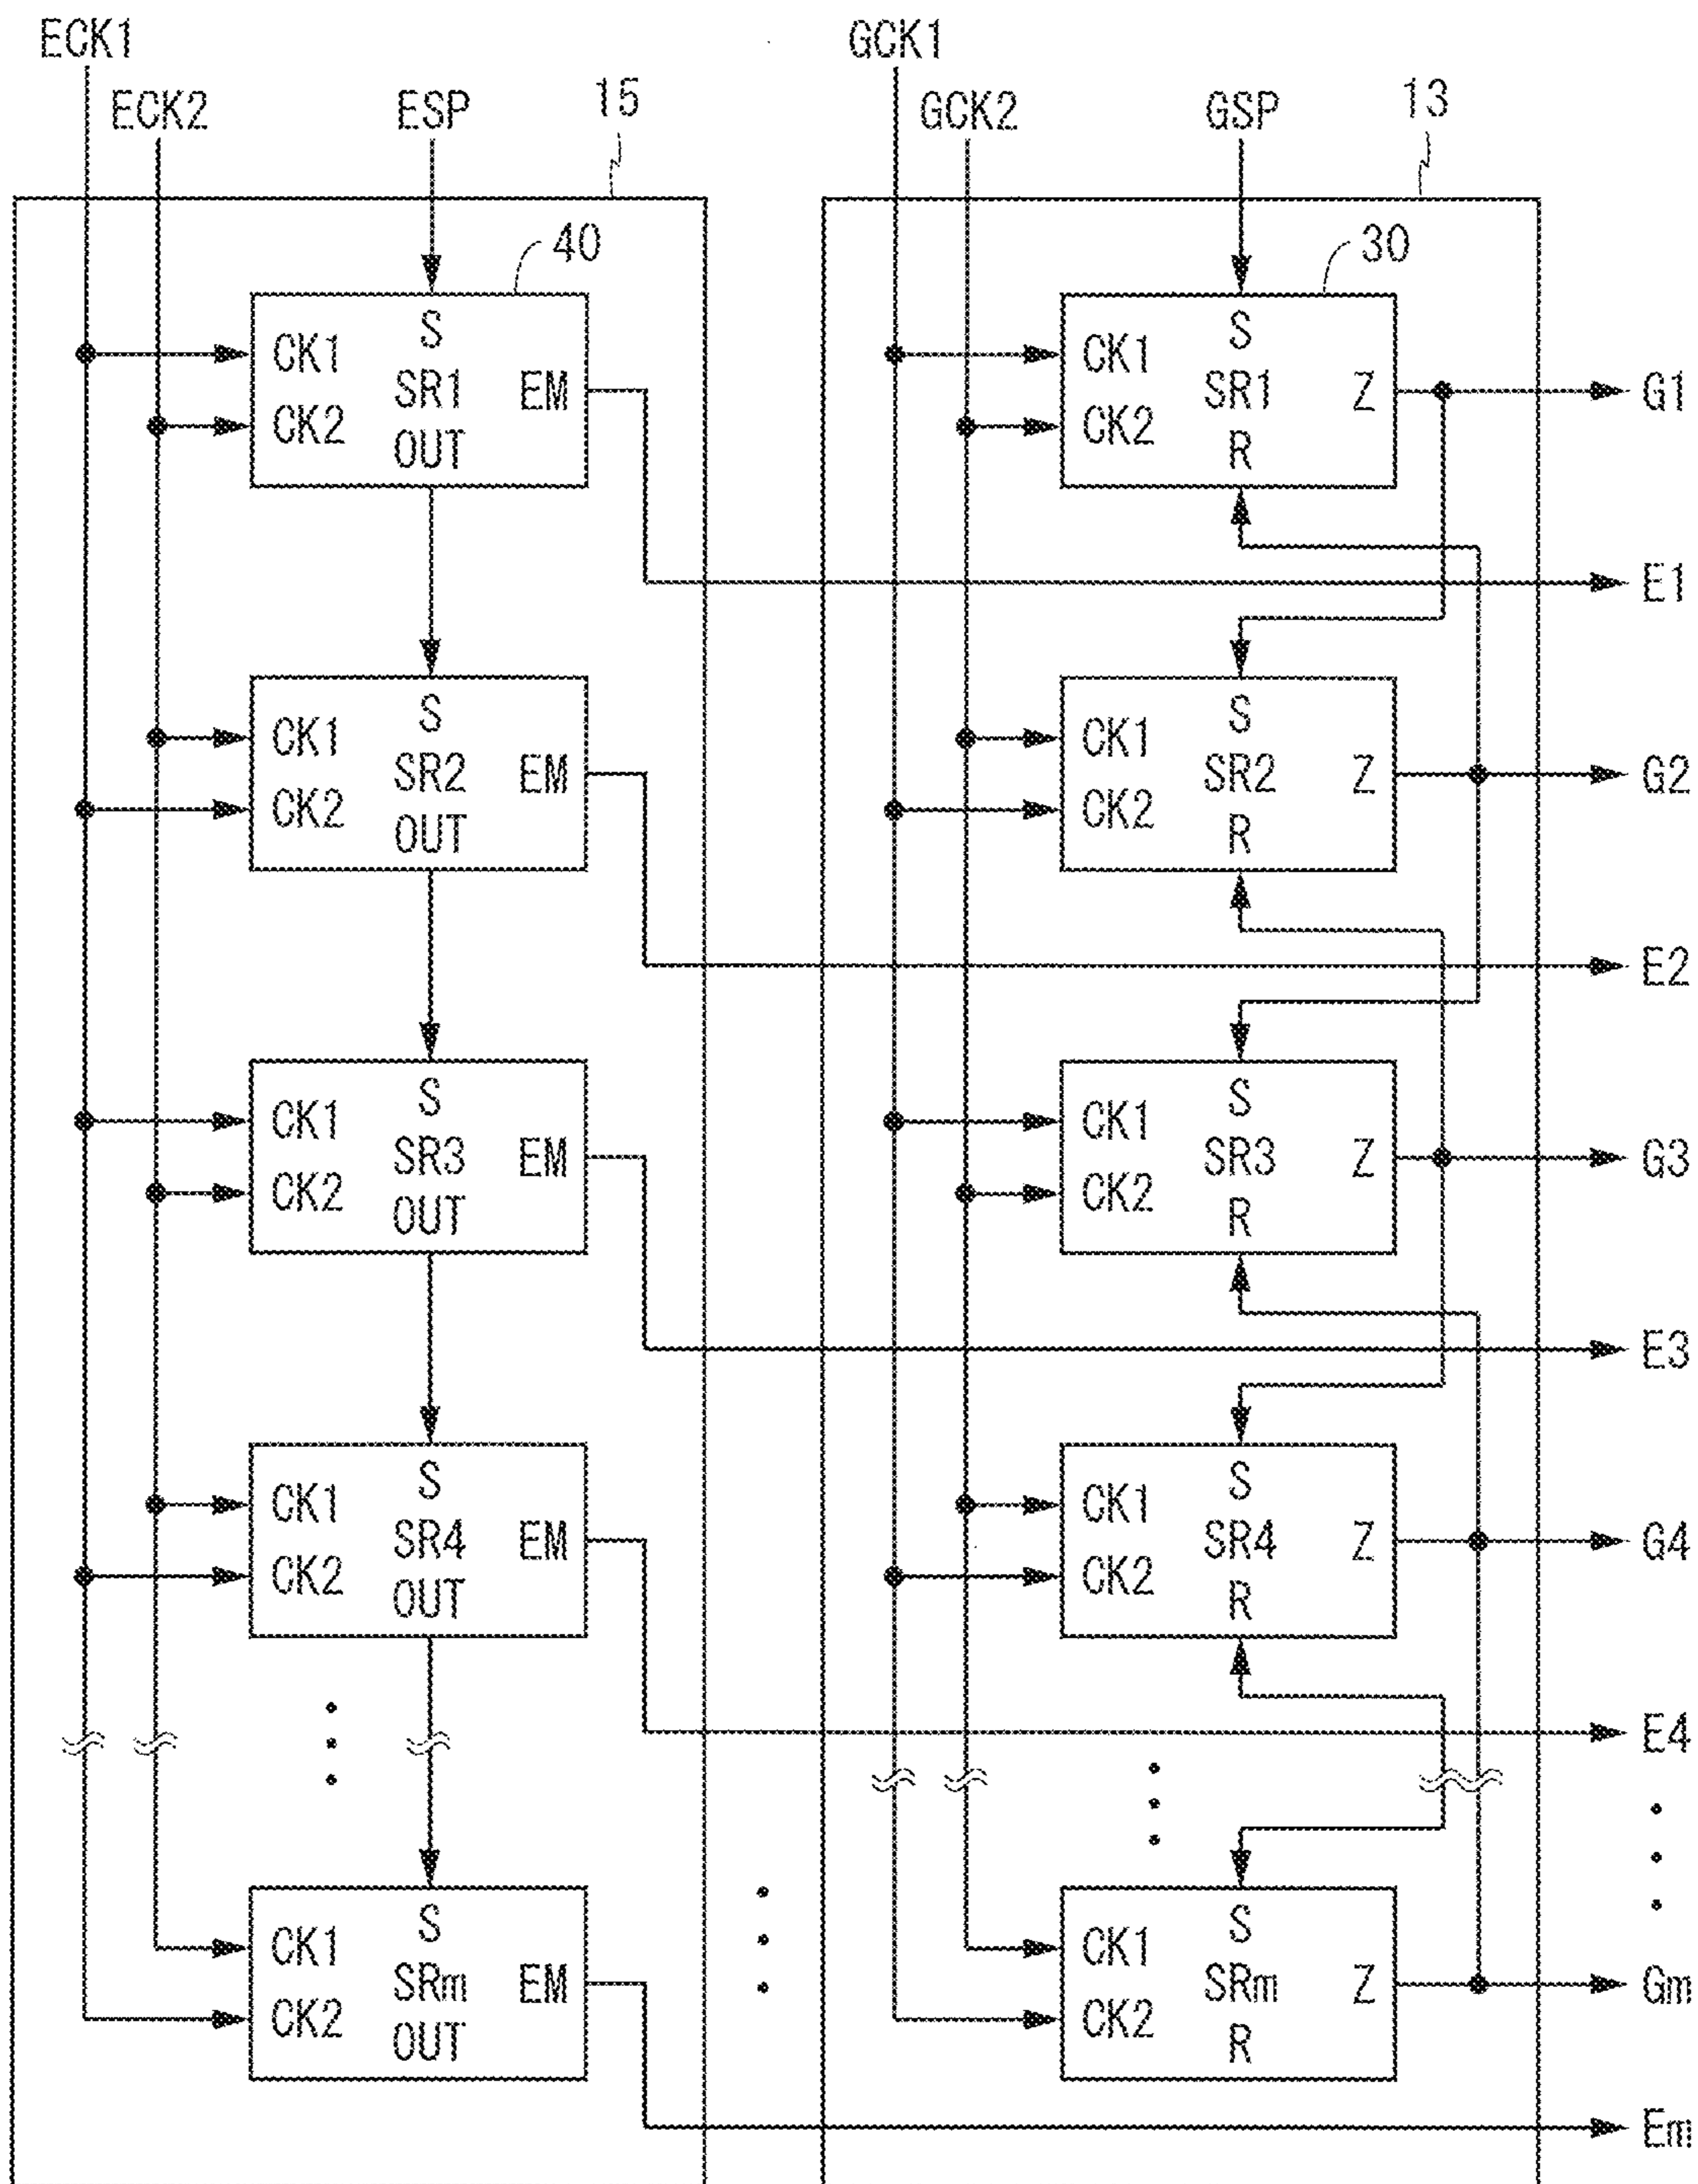 ECK1
GCK1
ECK2
ESP
15
GCK2
GSP
13
40
S
CK1
SR1
EM
CK2
OUT
30
S
CK1
SR1
Z
CK2
R
G1
E1
S
CK1
SR2
EM
CK2
OUT
S
CK1
SR2
Z
CK2
R
G2
E2
S
CK1
SR3
EM
CK2
OUT
S
CK1
SR3
Z
CK2
R
G3
E3
S
CK1
SR4
EM
CK2
OUT
S
CK1
SR4
Z
CK2
R
G4
E4
S
CK1
SRm
EM
CK2
OUT
S
CK1
SRm
Z
CK2
R
Gm
Em